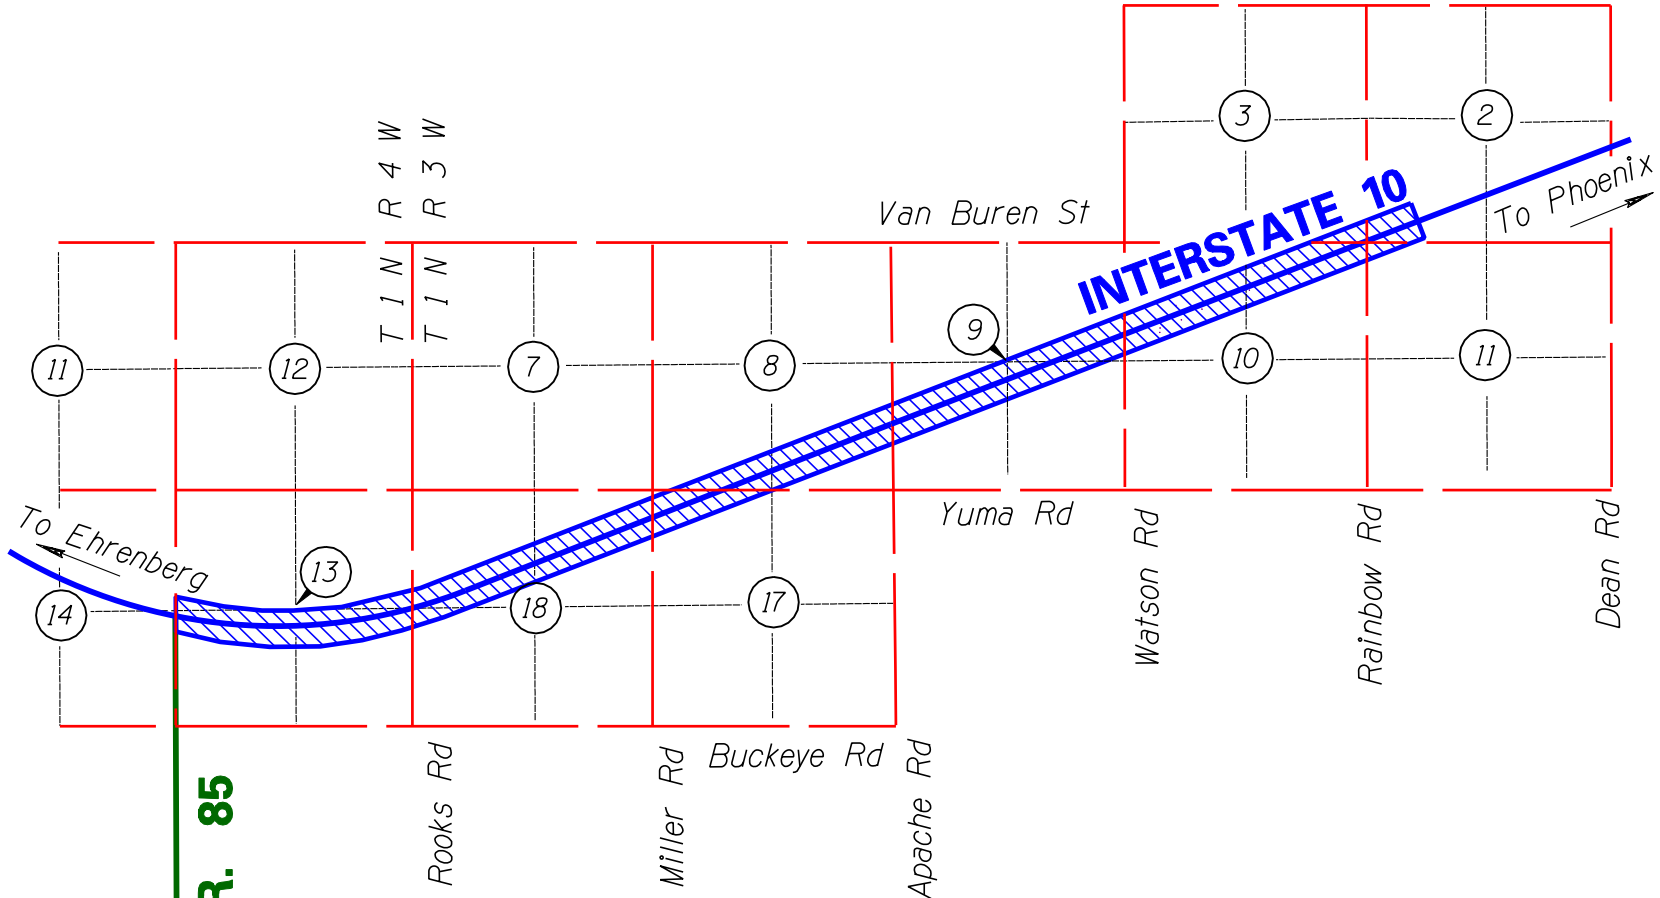 3
2
T 1 N R 4 W
T 1 N R 3 W
To Phoenix
INTERSTATE 10
Van Buren St
11
12
7
8
9
10
11
Yuma Rd
To Ehrenberg
13
14
18
17
Watson Rd
Rainbow Rd
Dean Rd
Buckeye Rd
Rooks Rd
Miller Rd
Apache Rd
R. 85